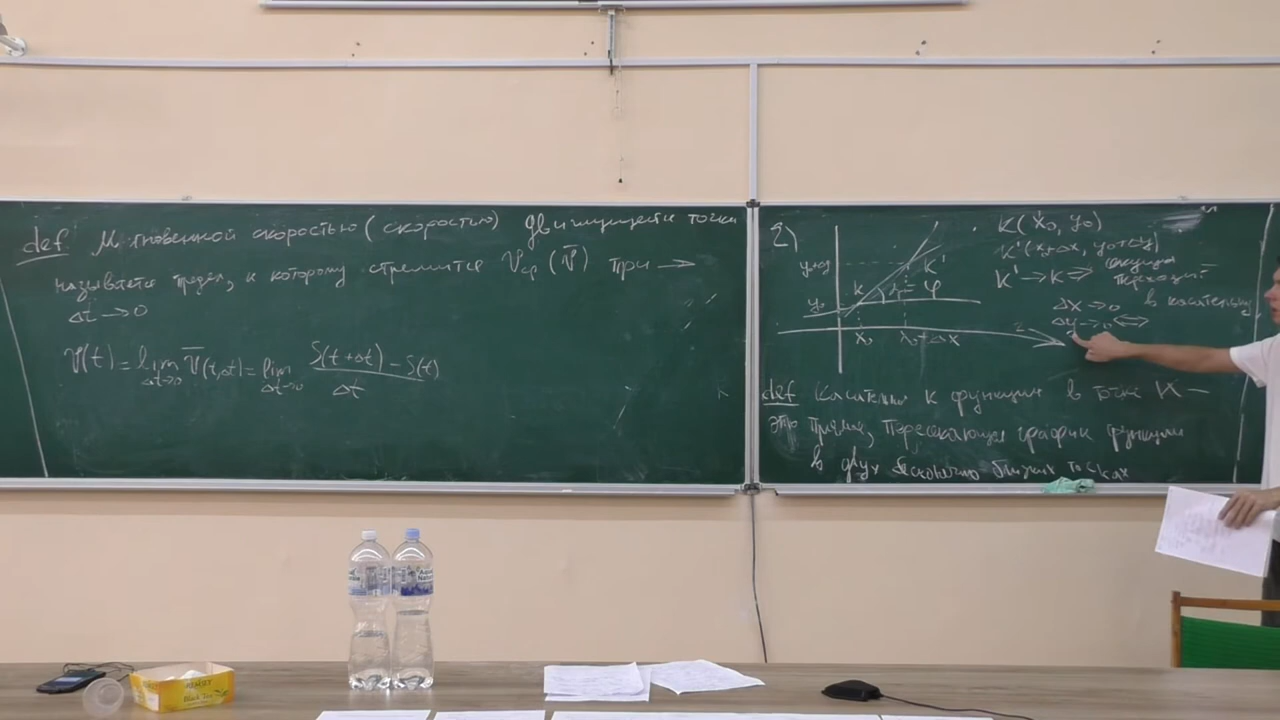 def Мгновенной скоростью (скоростью) движущейся точки
называется предел, к которому стремится Vср (V̅) при →
Δt → 0
V(t) = lim Δt→0 V̅(t, Δt) = lim Δt→0 S(t+Δt) − S(t) / Δt
2)
K(x₀, y₀)
K'(x₀+Δx, y₀+Δy)
K' → K ⇔ секущая
переходит
в касательную
Δx → 0
Δy → 0 ⇔
y₀
K
K'
φ
x₀
x₀+Δx
def Касательная к функции в точке K —
это прямая, пересекающая график функции
в двух бесконечно близких точках